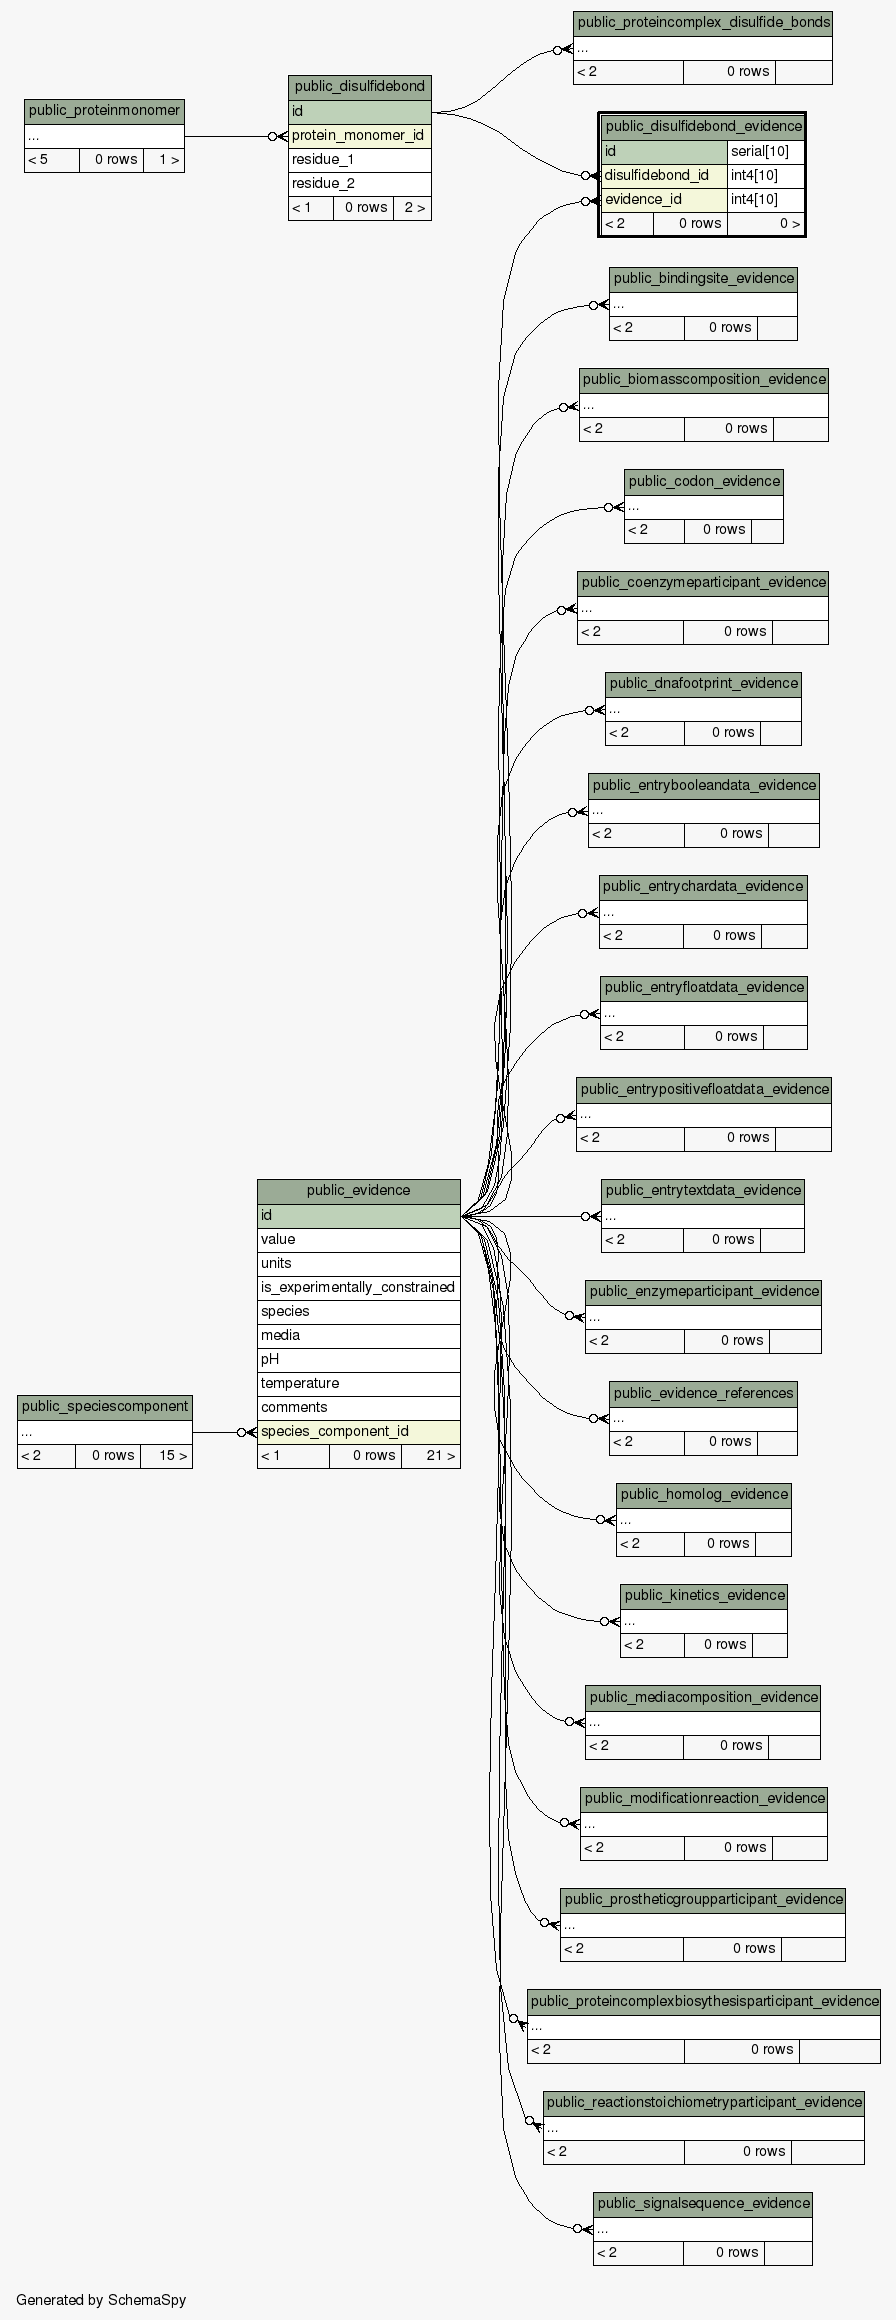 public_proteincomplex_disulfide_bonds
...
< 2 0 rows
public_disulfidebond
id
protein_monomer_id
residue_1
residue_2
< 1 0 rows 2 >
public_proteinmonomer
...
< 5 0 rows 1 >
public_disulfidebond_evidence
id serial[10]
disulfidebond_id int4[10]
evidence_id int4[10]
< 2 0 rows 0 >
public_bindingsite_evidence
...
< 2 0 rows
public_biomasscomposition_evidence
...
< 2 0 rows
public_codon_evidence
...
< 2 0 rows
public_coenzymeparticipant_evidence
...
< 2 0 rows
public_dnafootprint_evidence
...
< 2 0 rows
public_entrybooleandata_evidence
...
< 2 0 rows
public_entrychardata_evidence
...
< 2 0 rows
public_entryfloatdata_evidence
...
< 2 0 rows
public_entrypositivefloatdata_evidence
...
< 2 0 rows
public_evidence
id
value
units
is_experimentally_constrained
species
media
pH
temperature
comments
species_component_id
< 1 0 rows 21 >
public_speciescomponent
...
< 2 0 rows 15 >
public_entrytextdata_evidence
...
< 2 0 rows
public_enzymeparticipant_evidence
...
< 2 0 rows
public_evidence_references
...
< 2 0 rows
public_homolog_evidence
...
< 2 0 rows
public_kinetics_evidence
...
< 2 0 rows
public_mediacomposition_evidence
...
< 2 0 rows
public_modificationreaction_evidence
...
< 2 0 rows
public_prostheticgroupparticipant_evidence
...
< 2 0 rows
public_proteincomplexbiosythesisparticipant_evidence
...
< 2 0 rows
public_reactionstoichiometryparticipant_evidence
...
< 2 0 rows
public_signalsequence_evidence
...
< 2 0 rows
Generated by SchemaSpy